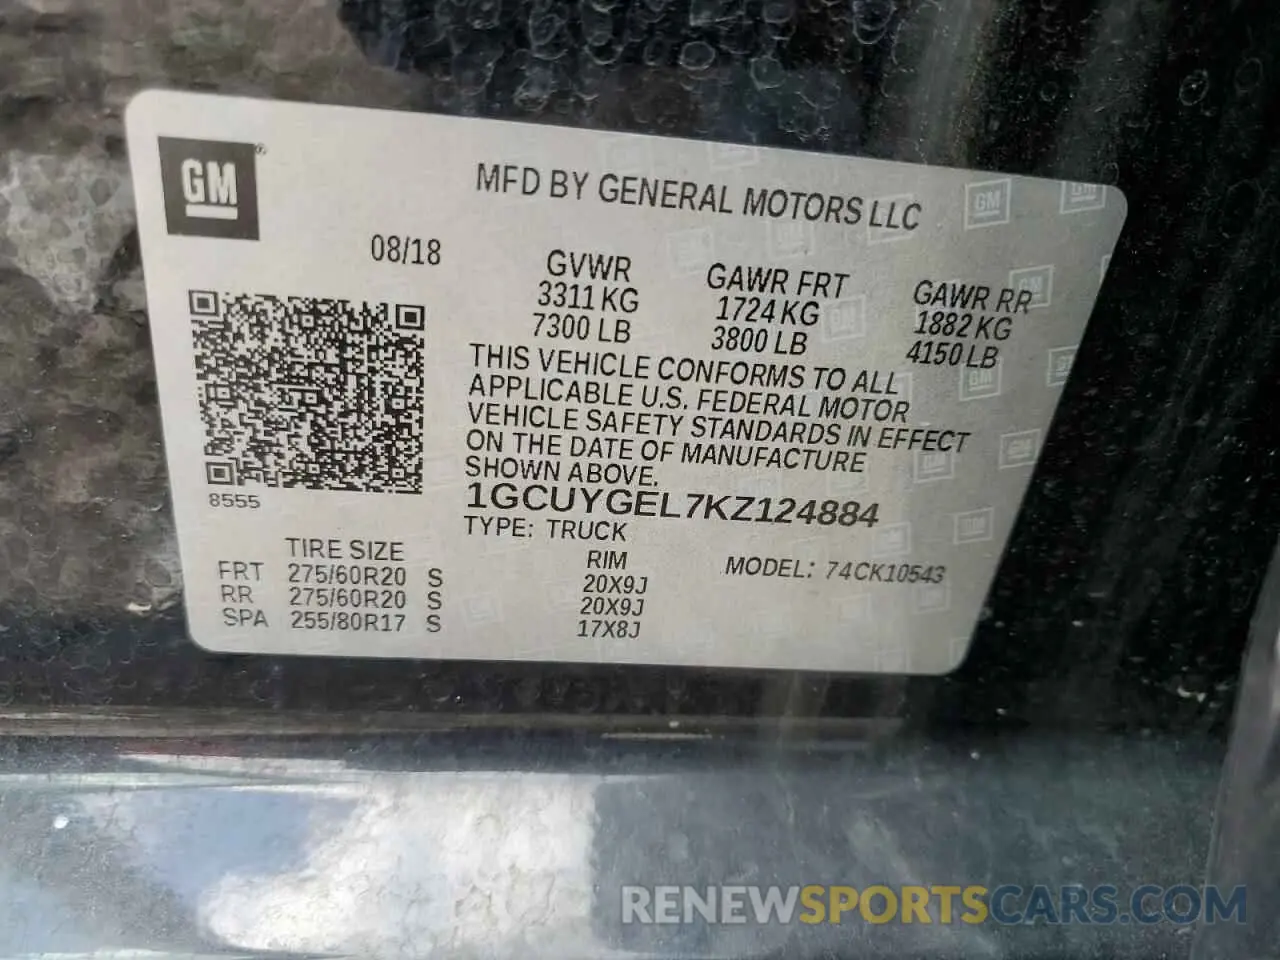 GM
MFD BY GENERAL MOTORS LLC
08/18
GVWR GAWR FRT GAWR RR
3311 KG 1724 KG 1882 KG
7300 LB 3800 LB 4150 LB
THIS VEHICLE CONFORMS TO ALL
APPLICABLE U.S. FEDERAL MOTOR
VEHICLE SAFETY STANDARDS IN EFFECT
ON THE DATE OF MANUFACTURE
SHOWN ABOVE.
8555
1GCUYGEL7KZ124884
TYPE: TRUCK
TIRE SIZE RIM MODEL: 74CK10543
FRT 275/60R20 S 20X9J
RR 275/60R20 S 20X9J
SPA 255/80R17 S 17X8J
RENEWSPORTSCARS.COM